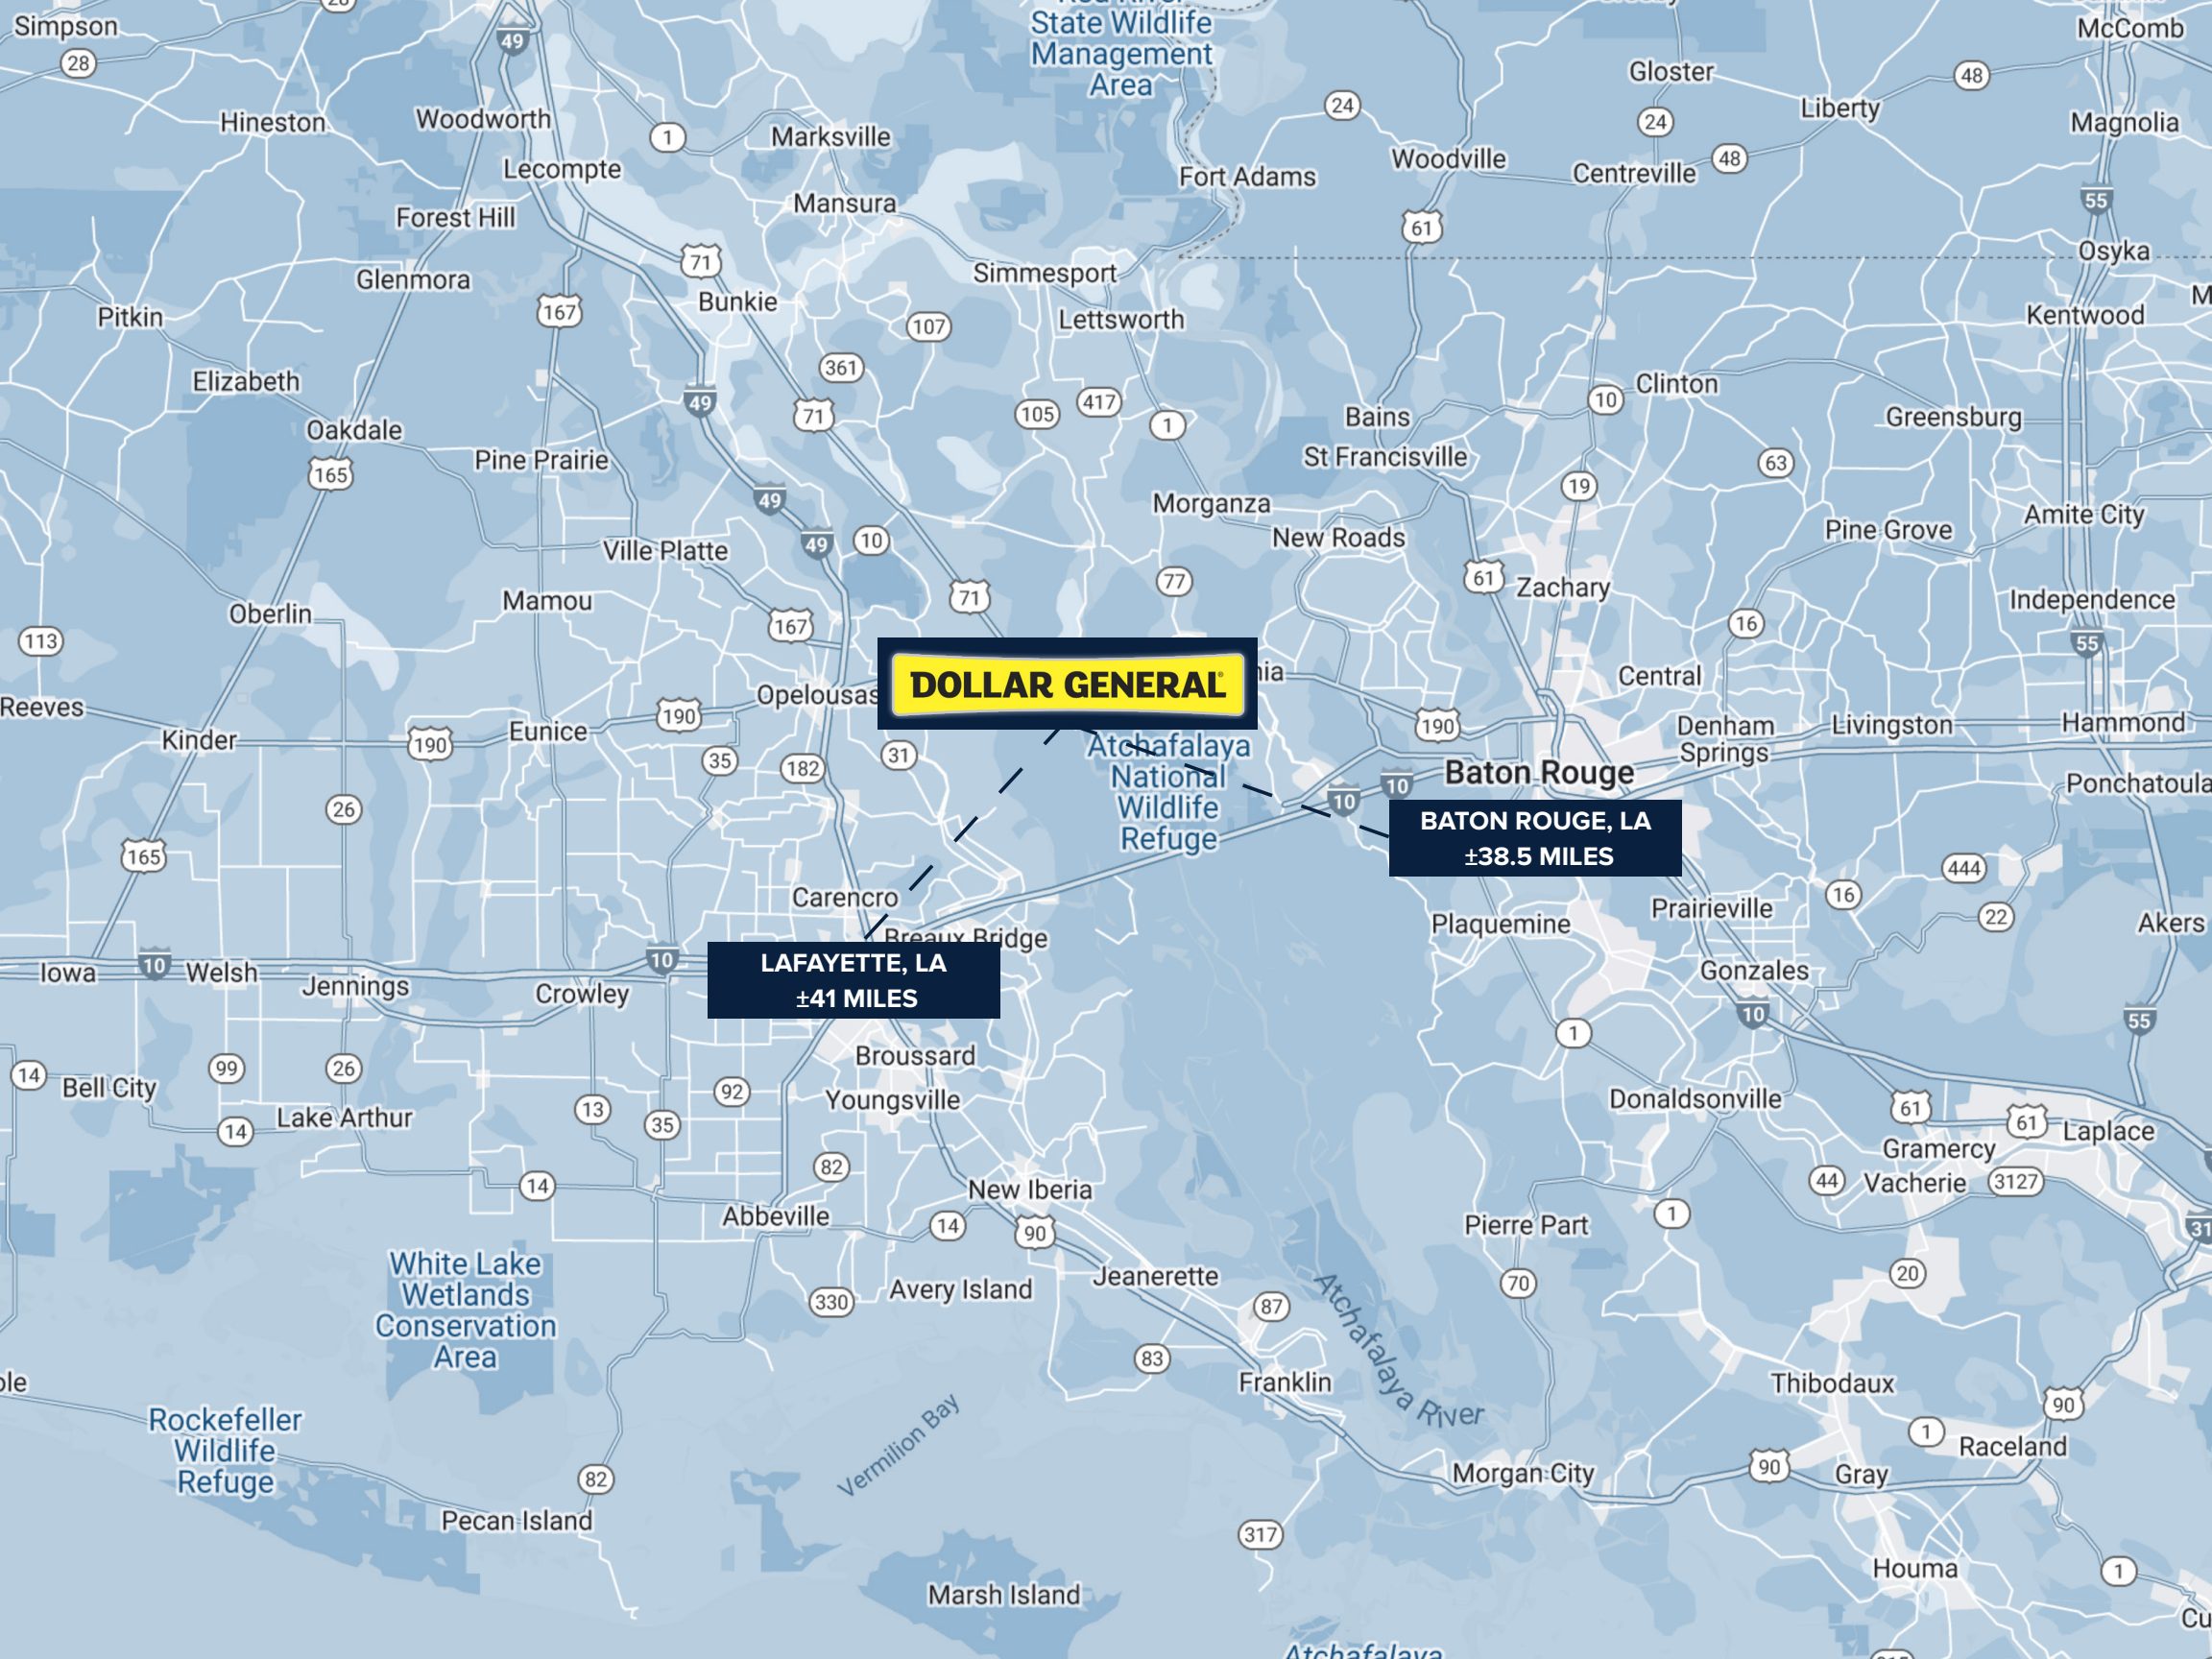 Simpson
28
28
49
Red River
State Wildlife
Management
Area
McComb
Gloster
48
Hineston
Woodworth
1
Marksville
24
24
Liberty
Magnolia
Lecompte
Fort Adams
Woodville
Centreville
48
Forest Hill
Mansura
61
55
Glenmora
71
Simmesport
Osyka
Pitkin
167
Bunkie
107
Lettsworth
Kentwood
M
Elizabeth
361
49
71
105
417
1
Bains
10
Clinton
Greensburg
Oakdale
165
Pine Prairie
St Francisville
63
49
Morganza
19
Ville Platte
49
10
New Roads
Pine Grove
Amite City
Mamou
71
77
61
Zachary
Independence
Oberlin
113
167
16
55
DOLLAR GENERAL®
nia
Central
Reeves
Opelousas
Kinder
190
Eunice
190
190
Denham
Springs
Livingston
Hammond
35
182
31
Atchafalaya
National
Wildlife
Refuge
10
10
Baton Rouge
Ponchatoula
26
BATON ROUGE, LA
±38.5 MILES
165
444
Carencro
16
Plaquemine
Prairieville
22
Akers
Breaux Bridge
Iowa
10
Welsh
Jennings
10
Crowley
LAFAYETTE, LA
±41 MILES
Gonzales
10
55
1
14
Bell City
99
26
Broussard
92
Youngsville
Donaldsonville
61
61
Laplace
14
Lake Arthur
13
35
Gramercy
82
14
New Iberia
44
Vacherie
3127
Abbeville
14
90
Pierre Part
1
31
White Lake
Wetlands
Conservation
Area
330
Avery Island
Jeanerette
87
70
20
Atchafalaya River
83
Franklin
Thibodaux
ole
Rockefeller
Wildlife
Refuge
Vermilion Bay
90
1
Raceland
82
Morgan City
90
Gray
Pecan Island
317
Houma
1
Marsh Island
Cu
Atchafalaya